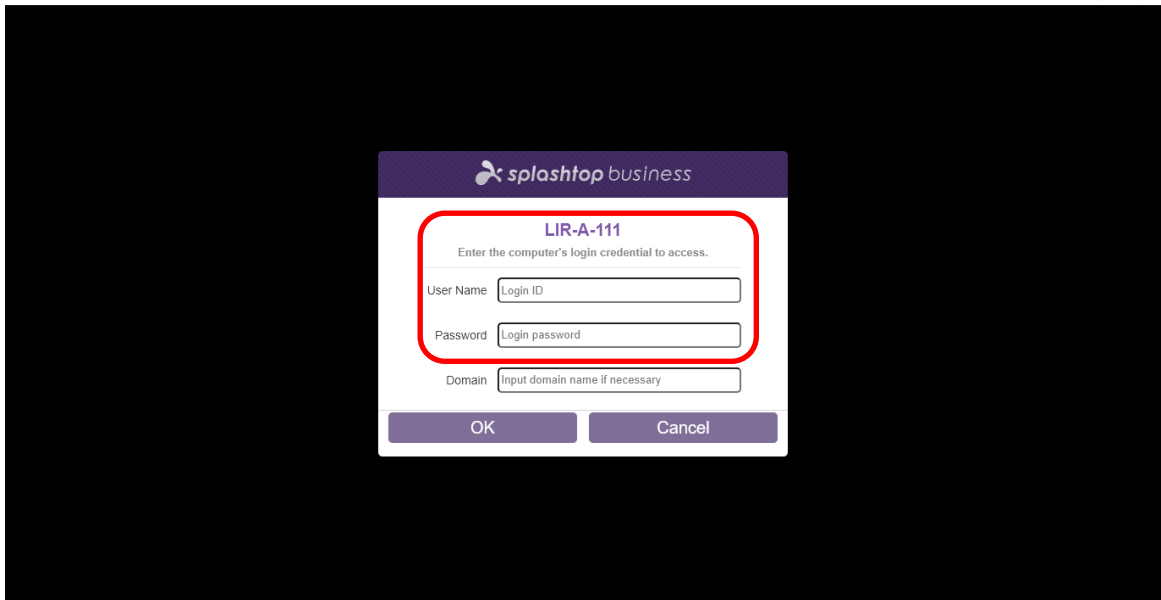 splashtop business
LIR-A-111
Enter the computer's login credential to access.
User Name Login ID
Password Login password
Domain Input domain name if necessary
OK Cancel